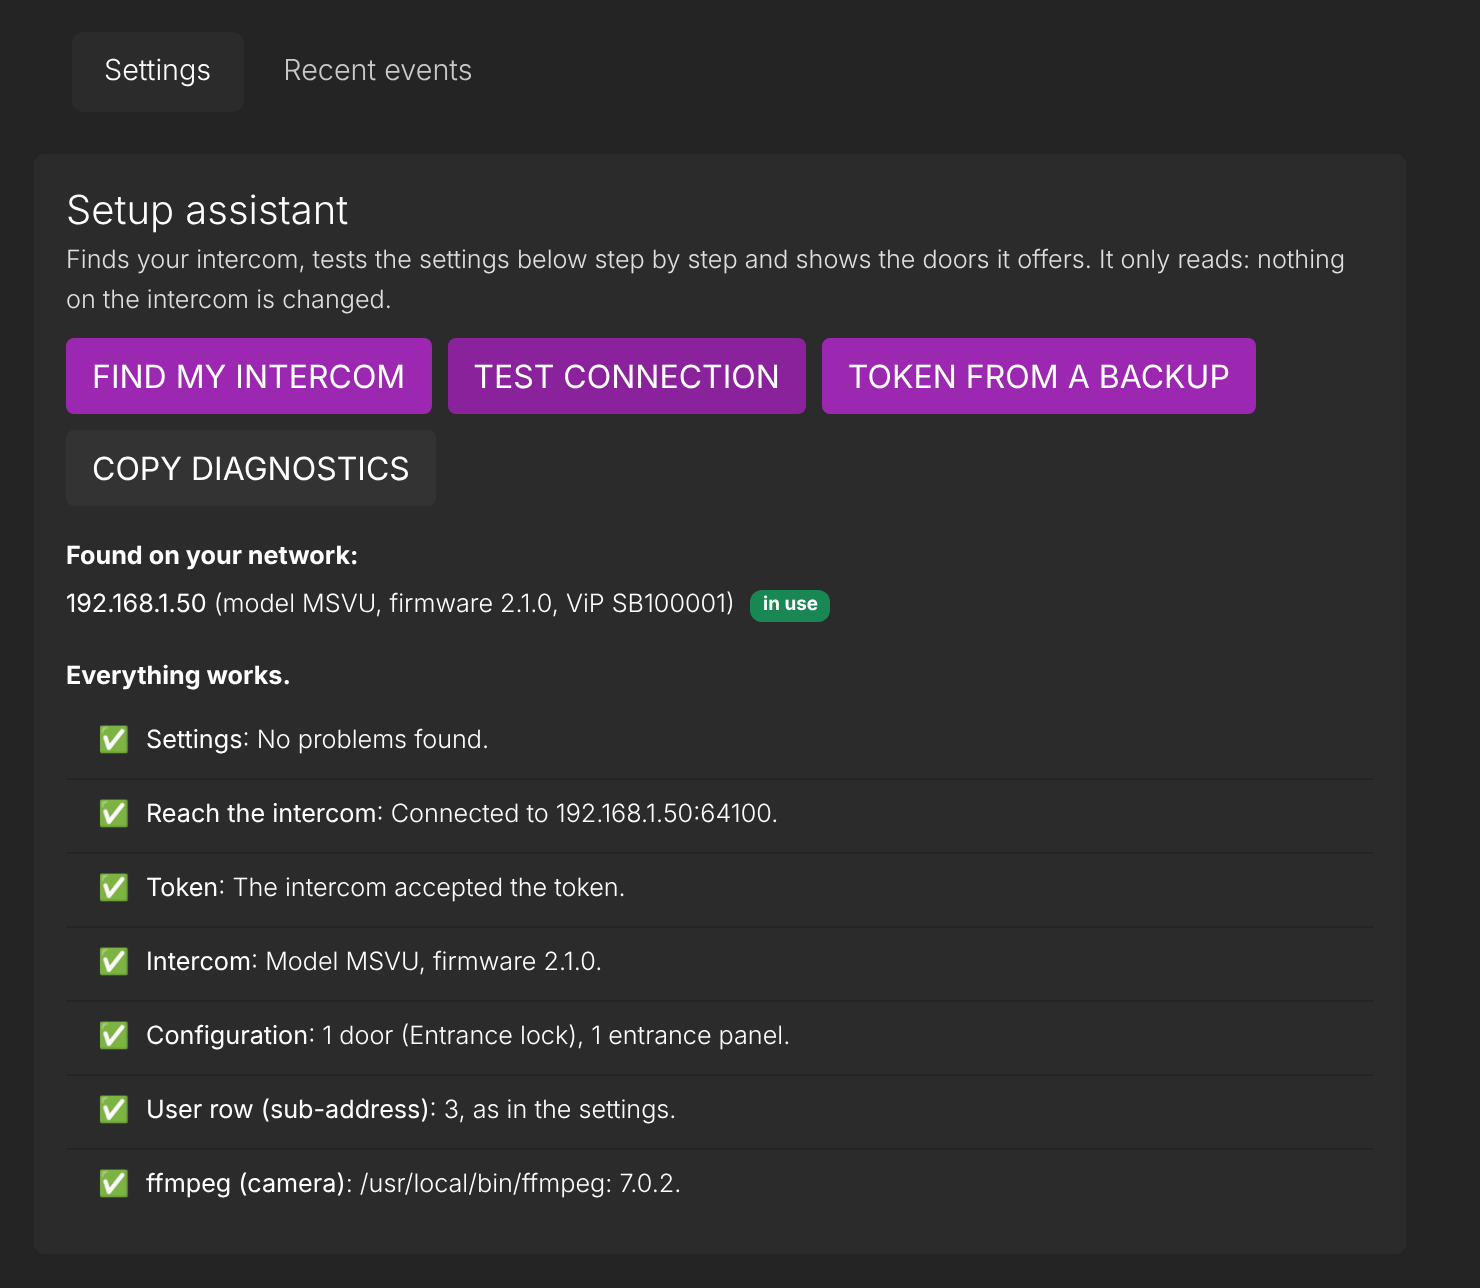 Settings
Recent events
Setup assistant
Finds your intercom, tests the settings below step by step and shows the doors it offers. It only reads: nothing
on the intercom is changed.
FIND MY INTERCOM
TEST CONNECTION
TOKEN FROM A BACKUP
COPY DIAGNOSTICS
Found on your network:
192.168.1.50 (model MSVU, firmware 2.1.0, ViP SB100001) in use
Everything works.
✅ Settings: No problems found.
✅ Reach the intercom: Connected to 192.168.1.50:64100.
✅ Token: The intercom accepted the token.
✅ Intercom: Model MSVU, firmware 2.1.0.
✅ Configuration: 1 door (Entrance lock), 1 entrance panel.
✅ User row (sub-address): 3, as in the settings.
✅ ffmpeg (camera): /usr/local/bin/ffmpeg: 7.0.2.